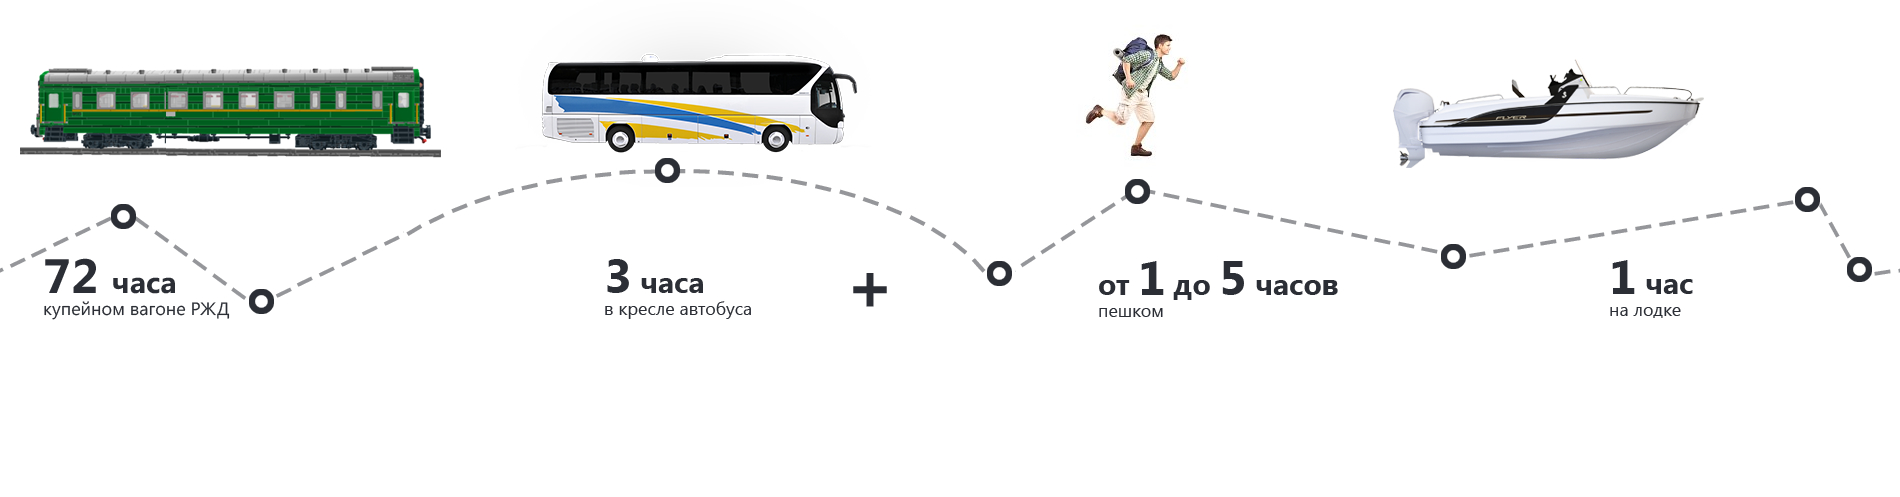 72 часа
купейном вагоне РЖД
3 часа
в кресле автобуса
+
от 1 до 5 часов
пешком
FLYER
1 час
на лодке